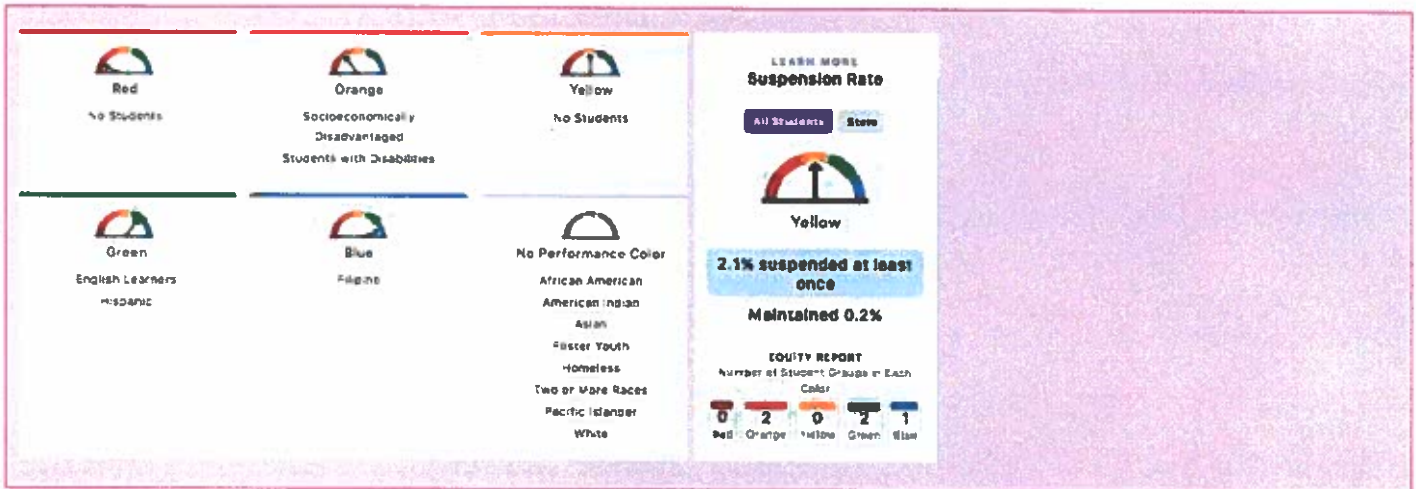 Red
No Students
Orange
Socioeconomically
Disadvantaged
Students with Disabilities
Yellow
No Students
Green
English Learners
Hispanic
Blue
Filipino
No Performance Color
African American
American Indian
Asian
Foster Youth
Homeless
Two or More Races
Pacific Islander
White
LEARN MORE
Suspension Rate
All Students State
Yellow
2.1% suspended at least
once
Maintained 0.2%
EQUITY REPORT
Number of Student Groups in Each
Color
0 2 0 2 1
Red Orange Yellow Green Blue